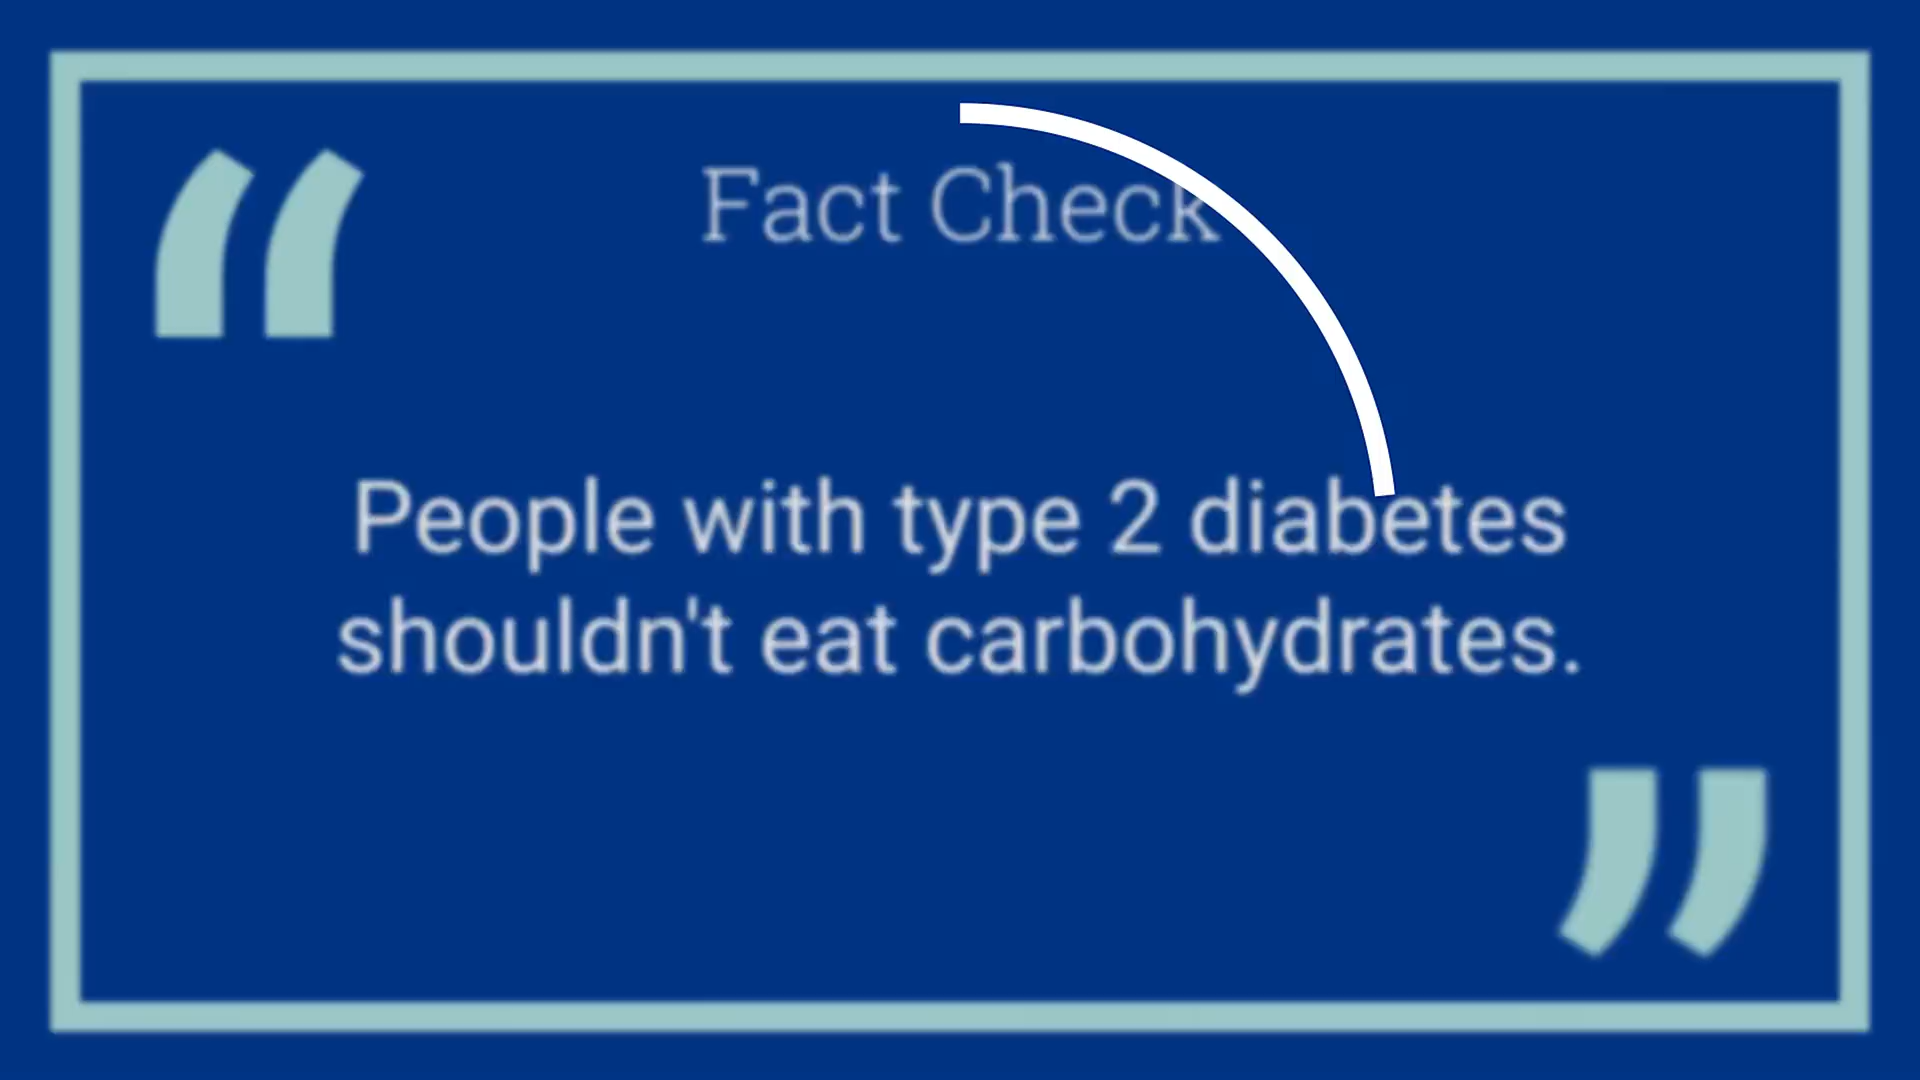 Fact Check
People with type 2 diabetes
shouldn't eat carbohydrates.